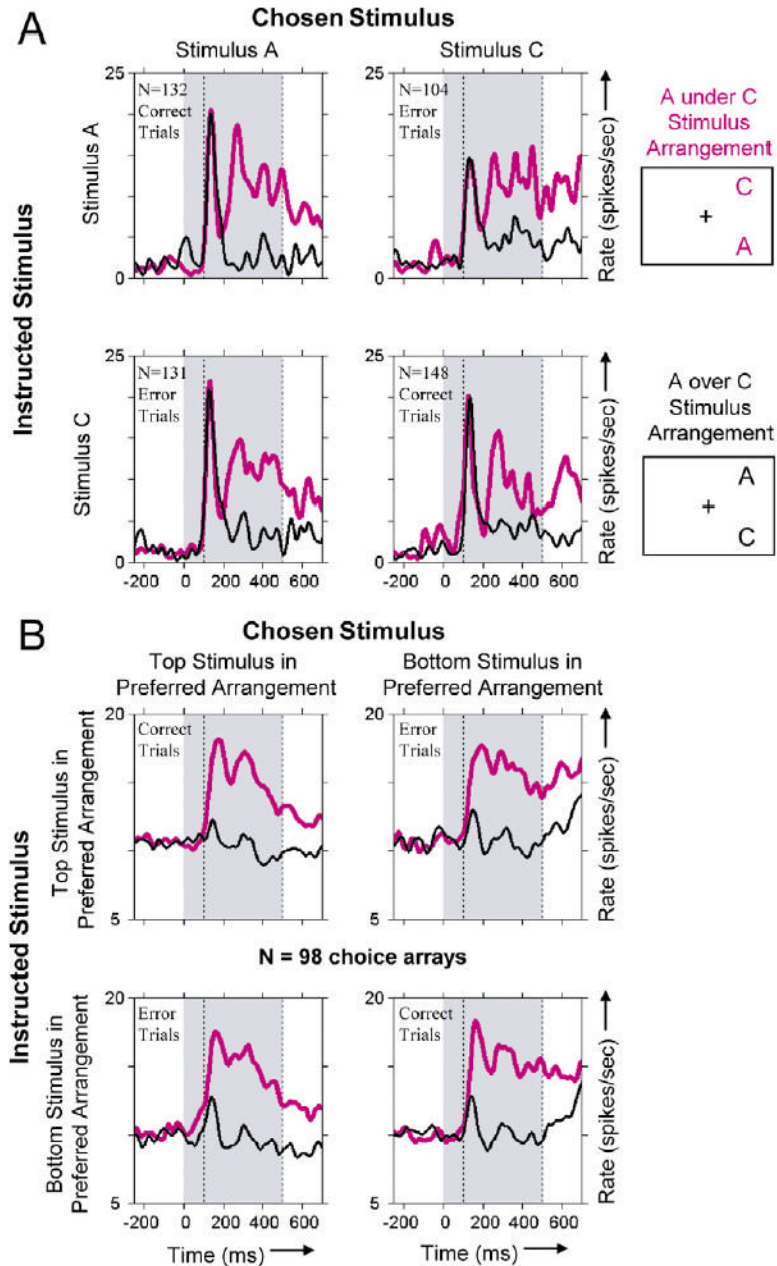 A
Chosen Stimulus
Stimulus A
Stimulus C
Instructed Stimulus
Stimulus A
25
0
N=132
Correct
Trials
25
N=104
Error
Trials
0
Rate (spikes/sec)
A under C
Stimulus
Arrangement
C
+
A
Stimulus C
25
0
N=131
Error
Trials
25
N=148
Correct
Trials
0
Rate (spikes/sec)
A over C
Stimulus
Arrangement
A
+
C
-200 0 200 400 600
-200 0 200 400 600
B
Chosen Stimulus
Top Stimulus in
Preferred Arrangement
Bottom Stimulus in
Preferred Arrangement
Instructed Stimulus
Top Stimulus in
Preferred Arrangement
20
5
Correct
Trials
20
Error
Trials
5
Rate (spikes/sec)
N = 98 choice arrays
Bottom Stimulus in
Preferred Arrangement
20
5
Error
Trials
20
Correct
Trials
5
Rate (spikes/sec)
-200 0 200 400 600
-200 0 200 400 600
Time (ms)
Time (ms)